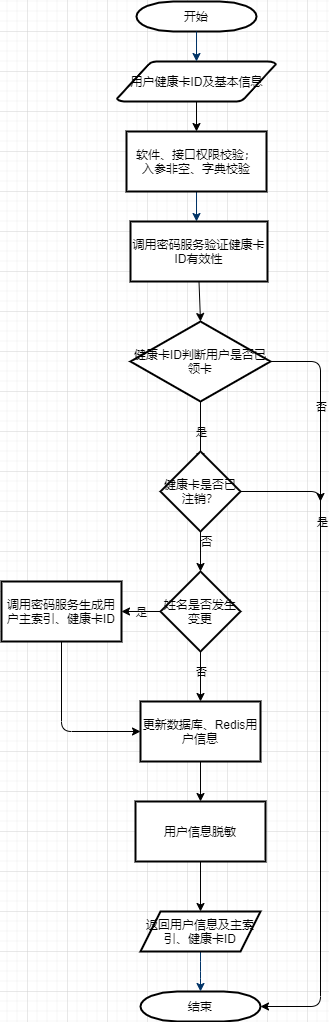 开始
用户健康卡ID及基本信息
软件、接口权限校验；
入参非空、字典校验
调用密码服务验证健康卡
ID有效性
健康卡ID判断用户是否已
领卡
否
是
健康卡是否已
注销?
是
否
姓名是否发生
变更
是
调用密码服务生成用
户主索引、健康卡ID
否
更新数据库、Redis用
户信息
用户信息脱敏
返回用户信息及主索
引、健康卡ID
结束